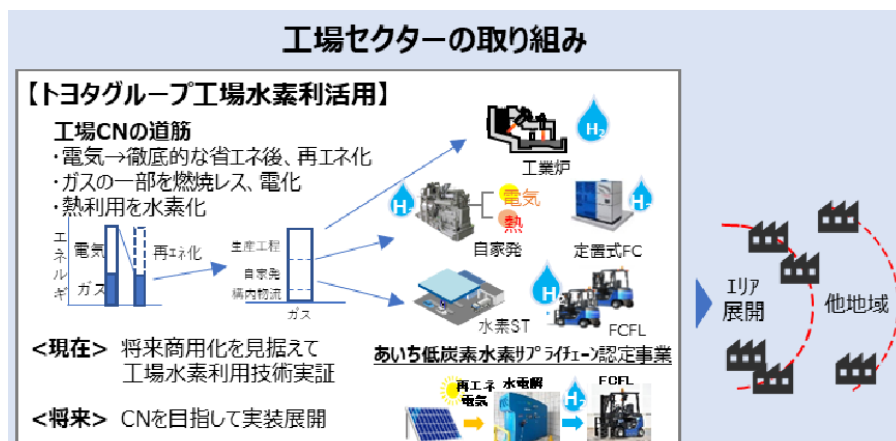 工場セクターの取り組み
【トヨタグループ工場水素利活用】
工場CNの道筋
・電気→徹底的な省エネ後、再エネ化
・ガスの一部を燃焼レス、電化
・熱利用を水素化
H₂
工業炉
H₂
電気
熱
自家発
H₂
定置式FC
エネルギ
電気
ガス
再エネ化
生産工程
自家発
構内物流
ガス
水素ST
H₂
FCFL
エリア
展開
他地域
<現在> 将来商用化を見据えて
工場水素利用技術実証
<将来> CNを目指して実装展開
あいち低炭素水素サプライチェーン認定事業
再エネ
電気
水電解
H₂
FCFL